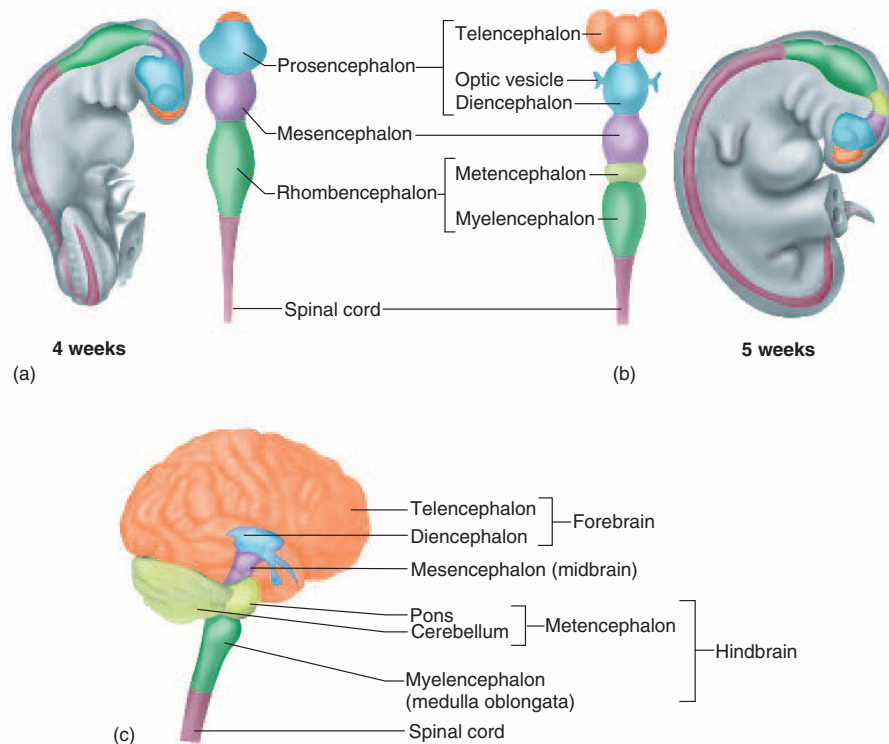 Telencephalon
Prosencephalon
Optic vesicle
Diencephalon
Mesencephalon
Metencephalon
Rhombencephalon
Myelencephalon
Spinal cord
4 weeks
5 weeks
(a)
(b)
Telencephalon
Forebrain
Diencephalon
Mesencephalon (midbrain)
Pons
Metencephalon
Cerebellum
Hindbrain
Myelencephalon
(medulla oblongata)
Spinal cord
(c)